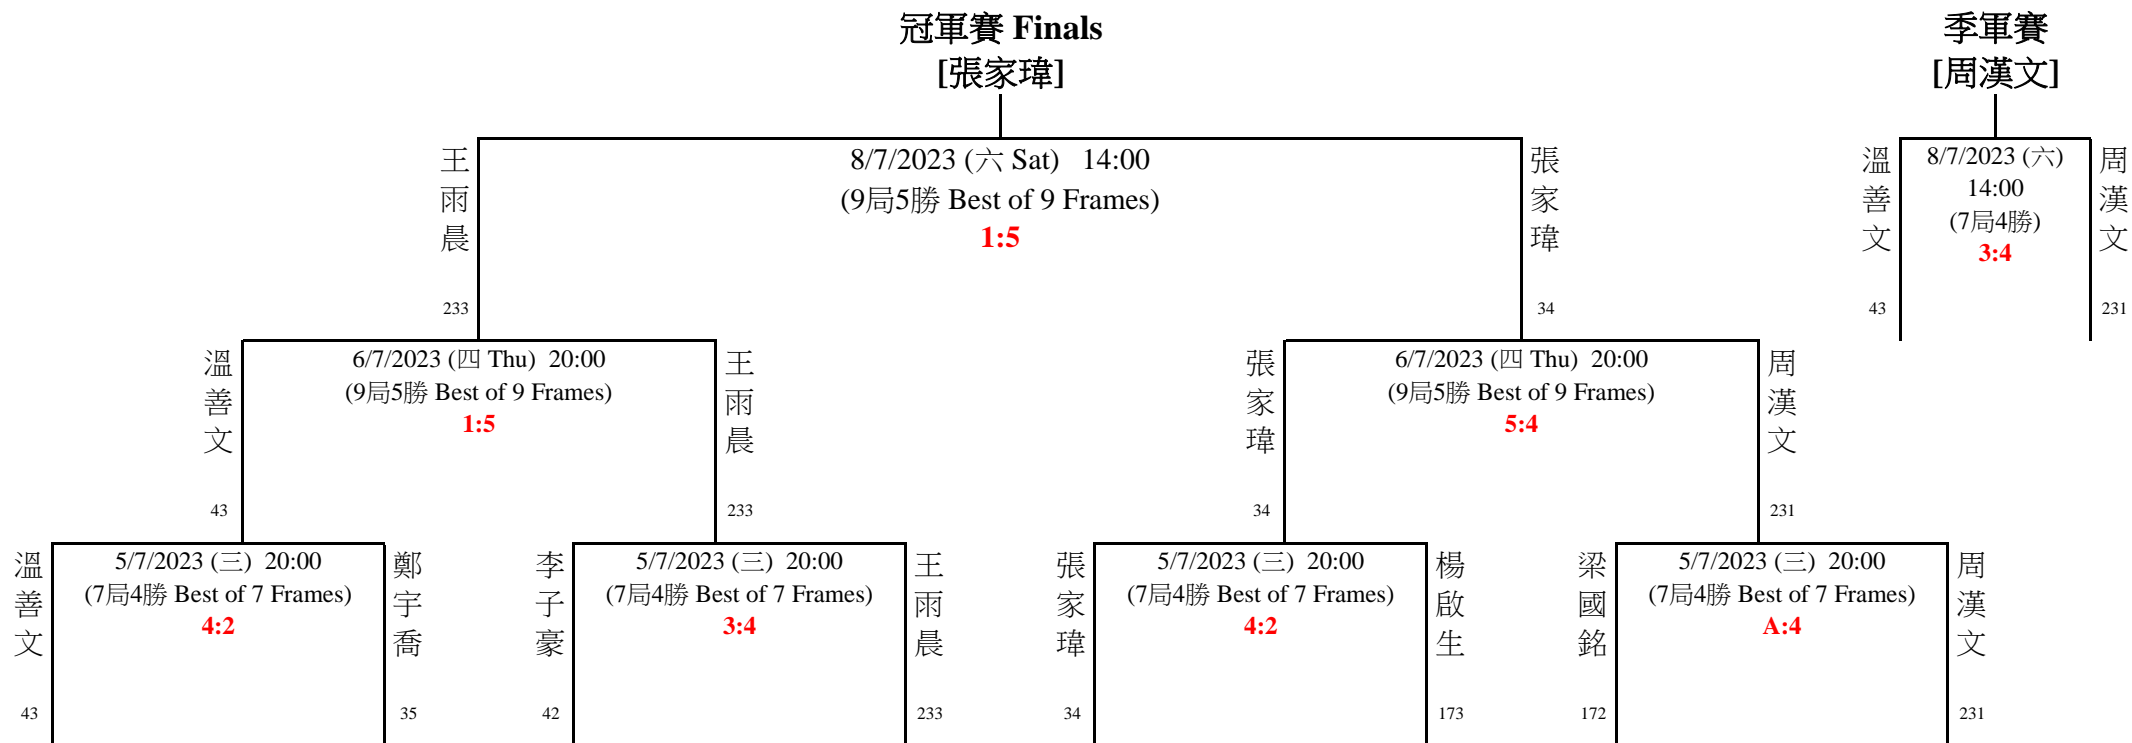 冠軍賽 Finals
[張家瑋]
季軍賽
[周漢文]
王雨晨
233
8/7/2023 (六 Sat) 14:00
(9局5勝 Best of 9 Frames)
1:5
張家瑋
34
溫善文
43
8/7/2023 (六)
14:00
(7局4勝)
3:4
周漢文
231
溫善文
43
6/7/2023 (四 Thu) 20:00
(9局5勝 Best of 9 Frames)
1:5
王雨晨
233
張家瑋
34
6/7/2023 (四 Thu) 20:00
(9局5勝 Best of 9 Frames)
5:4
周漢文
231
溫善文
43
5/7/2023 (三) 20:00
(7局4勝 Best of 7 Frames)
4:2
鄭宇喬
35
李子豪
42
5/7/2023 (三) 20:00
(7局4勝 Best of 7 Frames)
3:4
王雨晨
233
張家瑋
34
5/7/2023 (三) 20:00
(7局4勝 Best of 7 Frames)
4:2
楊啟生
173
梁國銘
172
5/7/2023 (三) 20:00
(7局4勝 Best of 7 Frames)
A:4
周漢文
231